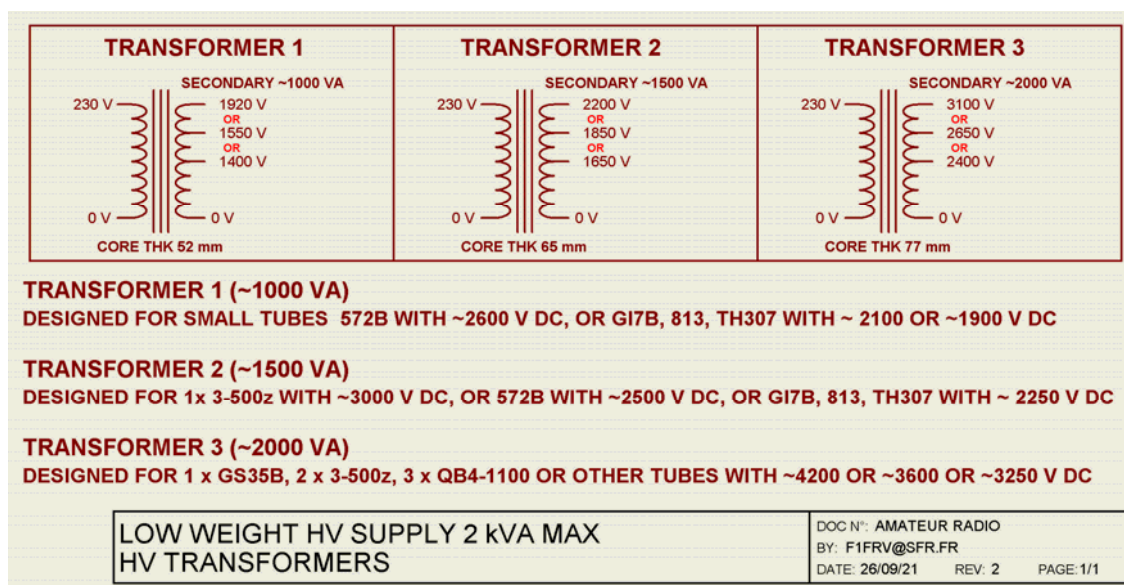 TRANSFORMER 1
SECONDARY ~1000 VA
230 V
1920 V
OR
1550 V
OR
1400 V
0 V
0 V
CORE THK 52 mm
TRANSFORMER 2
SECONDARY ~1500 VA
230 V
2200 V
OR
1850 V
OR
1650 V
0 V
0 V
CORE THK 65 mm
TRANSFORMER 3
SECONDARY ~2000 VA
230 V
3100 V
OR
2650 V
OR
2400 V
0 V
0 V
CORE THK 77 mm
TRANSFORMER 1 (~1000 VA)
DESIGNED FOR SMALL TUBES 572B WITH ~2600 V DC, OR GI7B, 813, TH307 WITH ~ 2100 OR ~1900 V DC
TRANSFORMER 2 (~1500 VA)
DESIGNED FOR 1x 3-500z WITH ~3000 V DC, OR 572B WITH ~2500 V DC, OR GI7B, 813, TH307 WITH ~ 2250 V DC
TRANSFORMER 3 (~2000 VA)
DESIGNED FOR 1 x GS35B, 2 x 3-500z, 3 x QB4-1100 OR OTHER TUBES WITH ~4200 OR ~3600 OR ~3250 V DC
LOW WEIGHT HV SUPPLY 2 kVA MAX
HV TRANSFORMERS
DOC N°: AMATEUR RADIO
BY: F1FRV@SFR.FR
DATE: 26/09/21 REV: 2 PAGE: 1/1